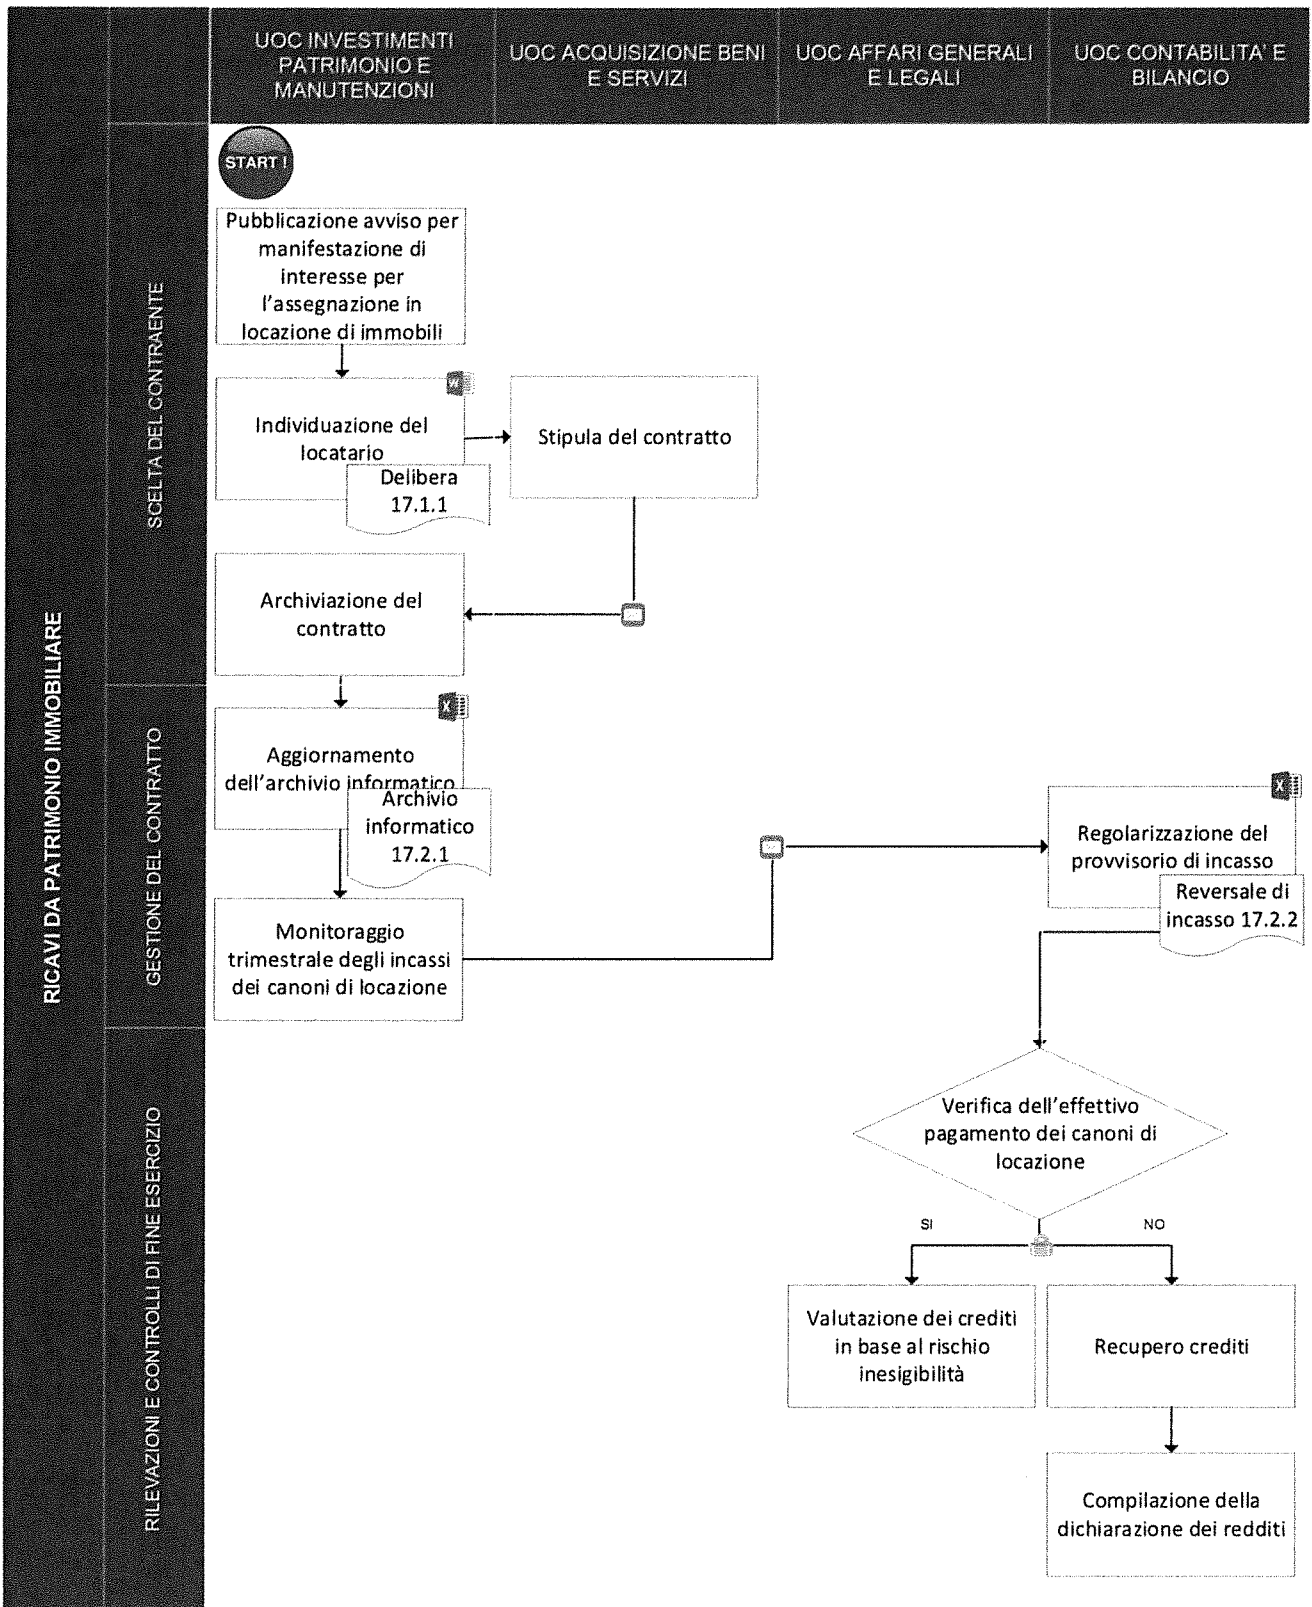 UOC INVESTIMENTI
PATRIMONIO E
MANUTENZIONI
UOC ACQUISIZIONE BENI
E SERVIZI
UOC AFFARI GENERALI
E LEGALI
UOC CONTABILITA' E
BILANCIO
RICAVI DA PATRIMONIO IMMOBILIARE
SCELTA DEL CONTRAENTE
START !
Pubblicazione avviso per
manifestazione di
interesse per
l'assegnazione in
locazione di immobili
W
Individuazione del
locatario
Delibera
17.1.1
Stipula del contratto
Archiviazione del
contratto
GESTIONE DEL CONTRATTO
X
Aggiornamento
dell'archivio informatico
Archivio
informatico
17.2.1
Monitoraggio
trimestrale degli incassi
dei canoni di locazione
X
Regolarizzazione del
provvisorio di incasso
Reversale di
incasso 17.2.2
RILEVAZIONI E CONTROLLI DI FINE ESERCIZIO
Verifica dell'effettivo
pagamento dei canoni di
locazione
SI
NO
Valutazione dei crediti
in base al rischio
inesigibilità
Recupero crediti
Compilazione della
dichiarazione dei redditi